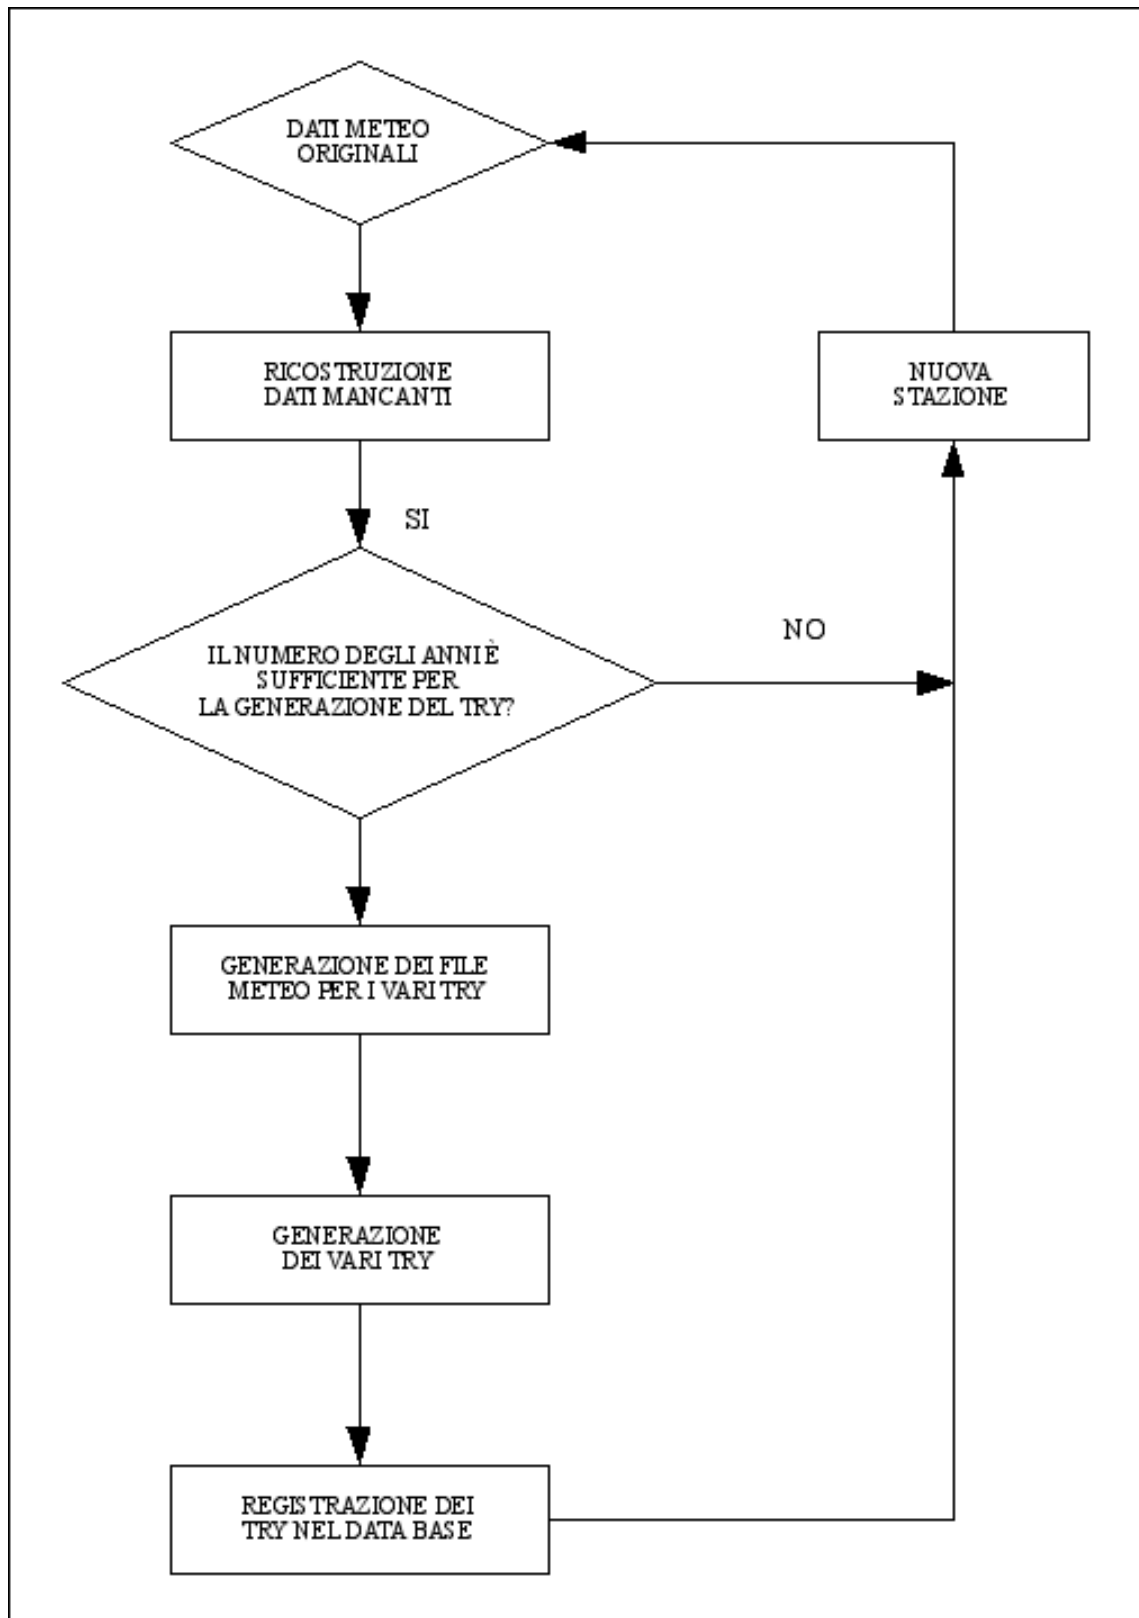 DATI METEO
ORIGINALI
RICOSTRUZIONE
DATI MANCANTI
NUOVA
STAZIONE
SI
IL NUMERO DEGLI ANNI È
SUFFICIENTE PER
LA GENERAZIONE DEL TRY?
NO
GENERAZIONE DEI FILE
METEO PER I VARI TRY
GENERAZIONE
DEI VARI TRY
REGISTRAZIONE DEI
TRY NEL DATA BASE